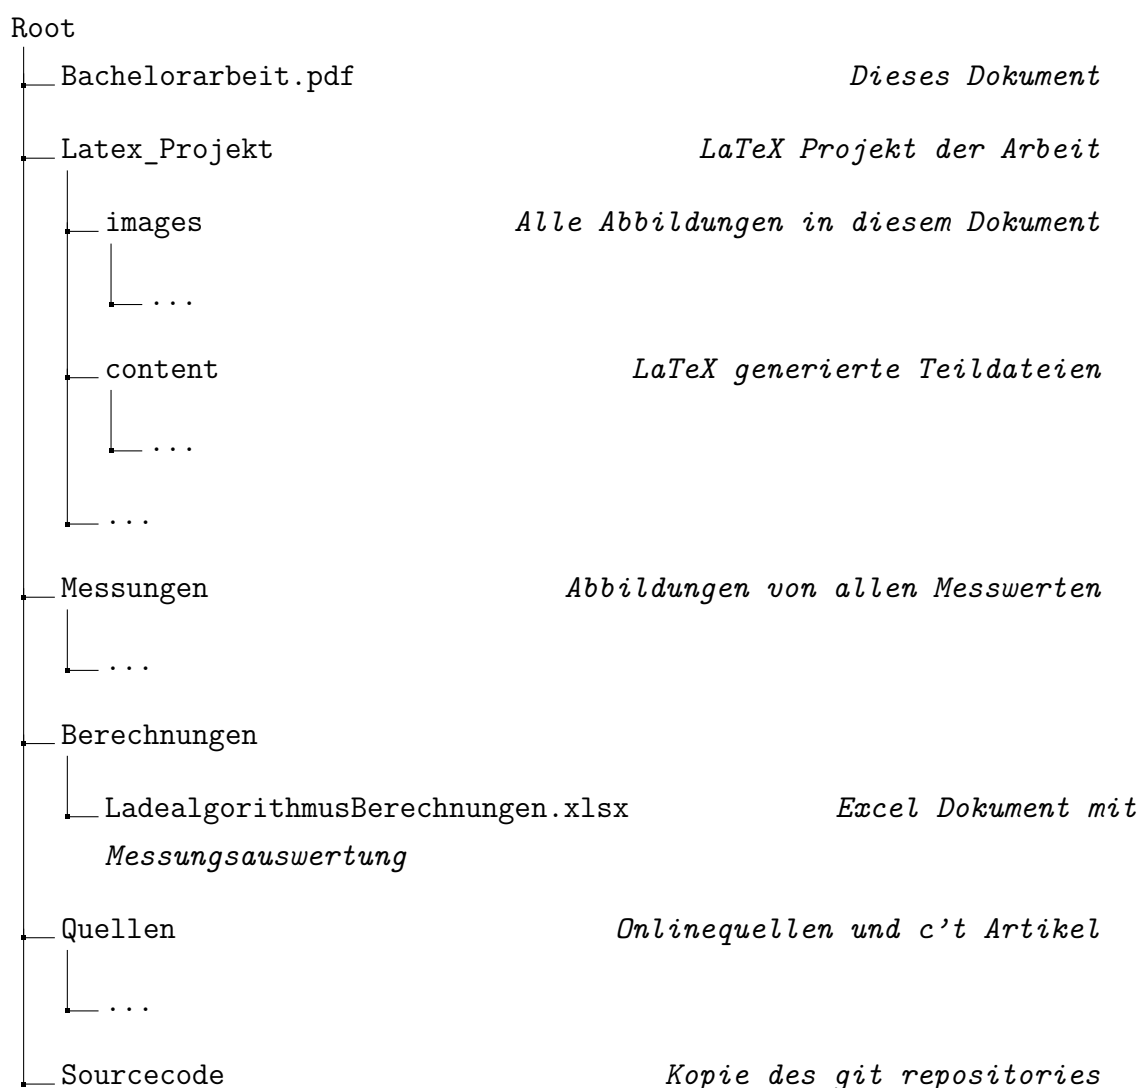 Root
Bachelorarbeit.pdf Dieses Dokument
Latex_Projekt LaTeX Projekt der Arbeit
images Alle Abbildungen in diesem Dokument
...
content LaTeX generierte Teildateien
...
...
Messungen Abbildungen von allen Messwerten
...
Berechnungen
LadealgorithmusBerechnungen.xlsx Excel Dokument mit
Messungsauswertung
Quellen Onlinequellen und c't Artikel
...
Sourcecode Kopie des git repositories